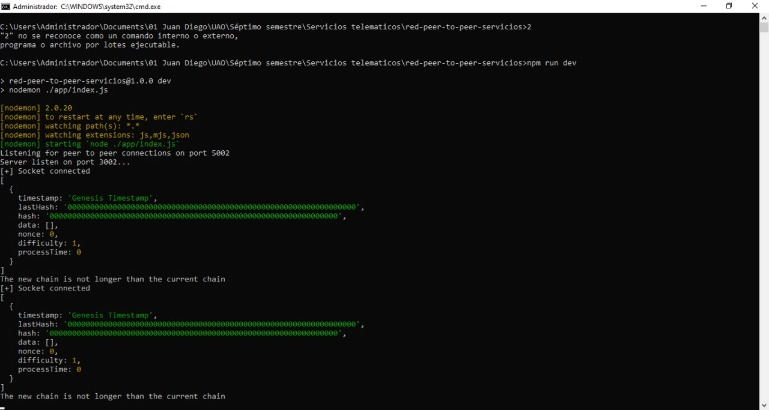 Administrador: C:\WINDOWS\system32\cmd.exe
C:\Users\Administrador\Documents\01 Juan Diego\UAO\Séptimo semestre\Servicios telematicos\red-peer-to-peer-servicios>2
"2" no se reconoce como un comando interno o externo,
programa o archivo por lotes ejecutable.
C:\Users\Administrador\Documents\01 Juan Diego\UAO\Séptimo semestre\Servicios telematicos\red-peer-to-peer-servicios>npm run dev
> red-peer-to-peer-servicios@1.0.0 dev
> nodemon ./app/index.js
[nodemon] 2.0.20
[nodemon] to restart at any time, enter `rs`
[nodemon] watching path(s): *.*
[nodemon] watching extensions: js,mjs,json
[nodemon] starting `node ./app/index.js`
Listening for peer to peer connections on port 5002
Server listen on port 3002...
[+] Socket connected
[
{
timestamp: 'Genesis Timestamp',
lastHash: '0000000000000000000000000000000000000000000000000000000000000000',
hash: '0000000000000000000000000000000000000000000000000000000000000000',
data: [],
nonce: 0,
difficulty: 1,
processTime: 0
}
]
The new chain is not longer than the current chain
[+] Socket connected
[
{
timestamp: 'Genesis Timestamp',
lastHash: '0000000000000000000000000000000000000000000000000000000000000000',
hash: '0000000000000000000000000000000000000000000000000000000000000000',
data: [],
nonce: 0,
difficulty: 1,
processTime: 0
}
]
The new chain is not longer than the current chain